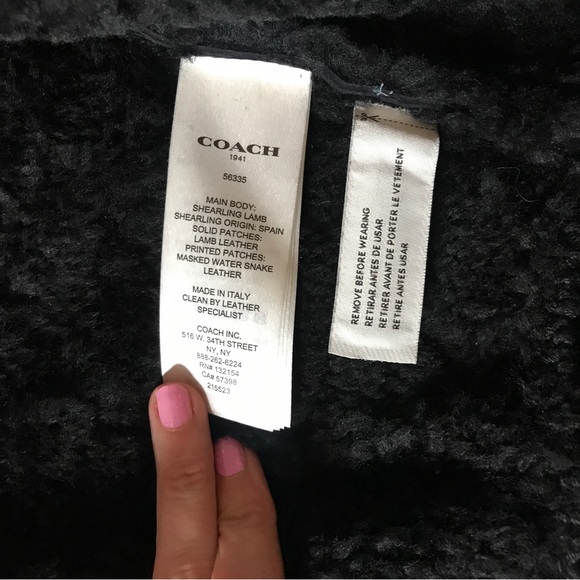 COACH
1941
56335
MAIN BODY:
SHEARLING LAMB
SHEARLING ORIGIN: SPAIN
SOLID PATCHES:
LAMB LEATHER
PRINTED PATCHES:
MASKED WATER SNAKE
LEATHER
MADE IN ITALY
CLEAN BY LEATHER
SPECIALIST
COACH INC.
516 W. 34TH STREET
NY, NY
888-262-6224
RN# 132154
CA# 57398
215523
REMOVE BEFORE WEARING
RETIRAR ANTES DE USAR
RETIRER AVANT DE PORTER LE VETEMENT
RETIRE ANTES USAR